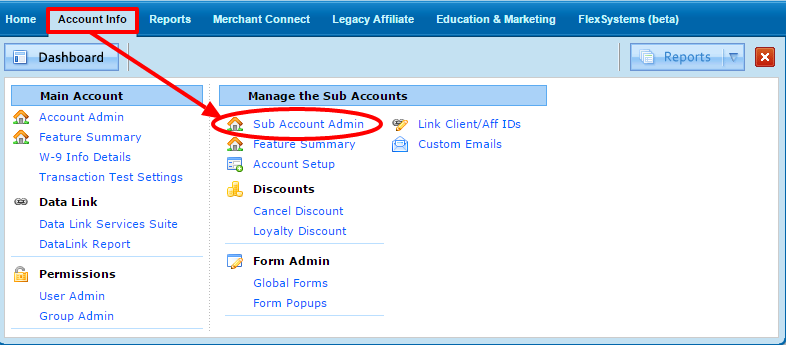 Home Account Info Reports Merchant Connect Legacy Affiliate Education & Marketing FlexSystems (beta)
Dashboard Reports
Main Account
Account Admin
Feature Summary
W-9 Info Details
Transaction Test Settings
Data Link
Data Link Services Suite
DataLink Report
Permissions
User Admin
Group Admin
Manage the Sub Accounts
Sub Account Admin
Feature Summary
Account Setup
Discounts
Cancel Discount
Loyalty Discount
Form Admin
Global Forms
Form Popups
Link Client/Aff IDs
Custom Emails